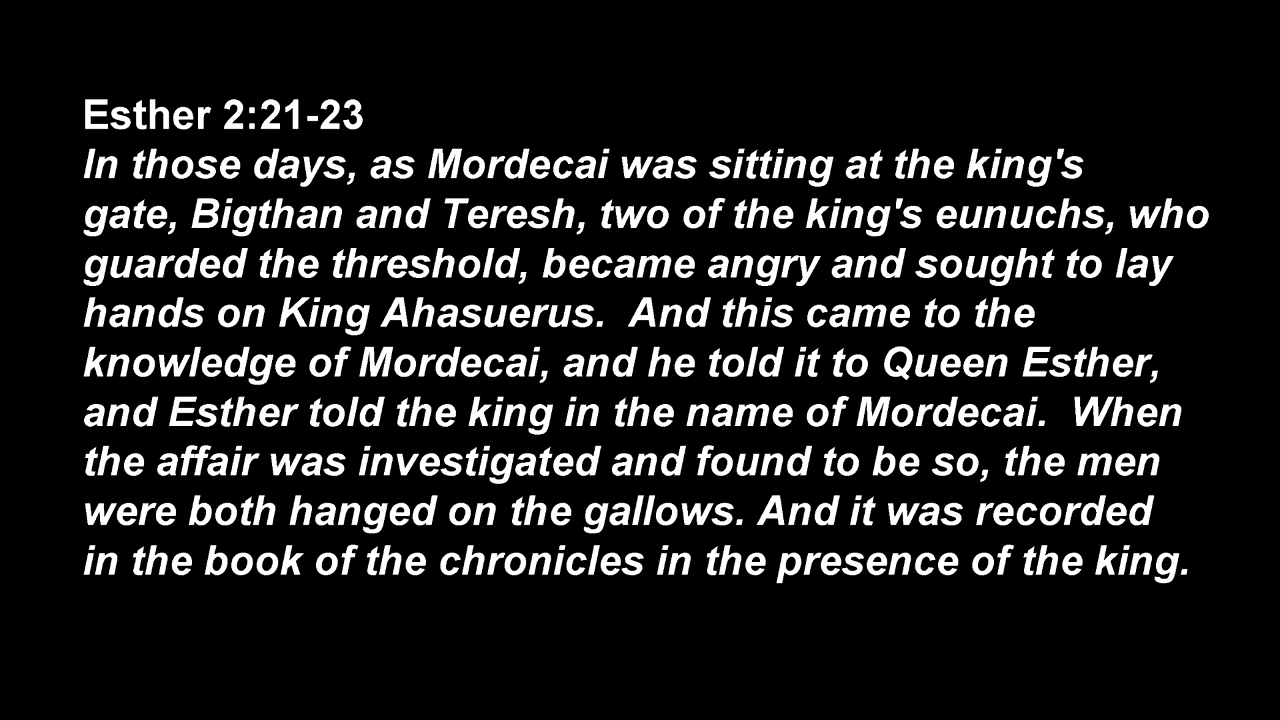 Esther 2:21-23
In those days, as Mordecai was sitting at the king's
gate, Bigthan and Teresh, two of the king's eunuchs, who
guarded the threshold, became angry and sought to lay
hands on King Ahasuerus.  And this came to the
knowledge of Mordecai, and he told it to Queen Esther,
and Esther told the king in the name of Mordecai.  When
the affair was investigated and found to be so, the men
were both hanged on the gallows. And it was recorded
in the book of the chronicles in the presence of the king.